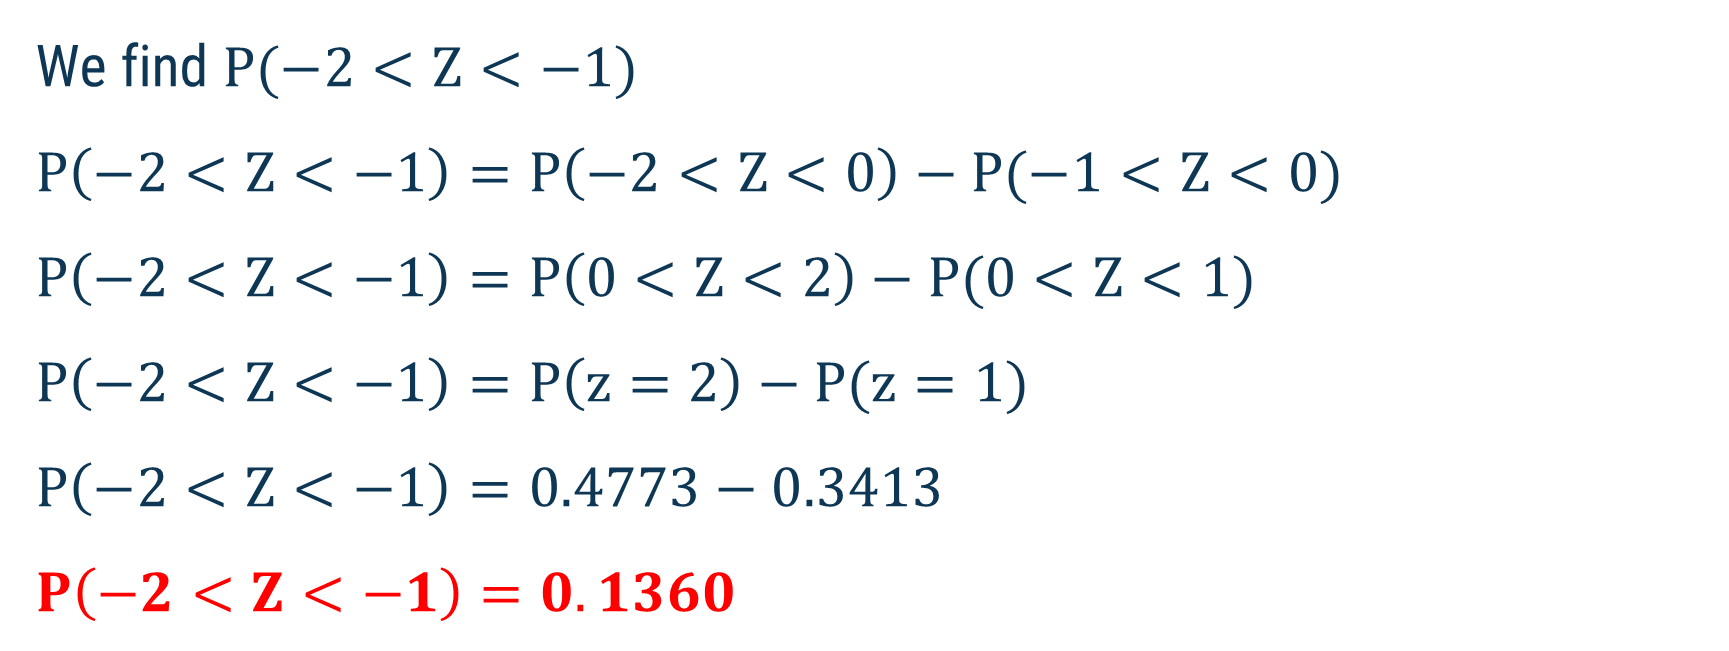 We find P(−2 < Z < −1)
P(−2 < Z < −1) = P(−2 < Z < 0) − P(−1 < Z < 0)
P(−2 < Z < −1) = P(0 < Z < 2) − P(0 < Z < 1)
P(−2 < Z < −1) = P(z = 2) − P(z = 1)
P(−2 < Z < −1) = 0.4773 − 0.3413
P(−2 < Z < −1) = 0.1360